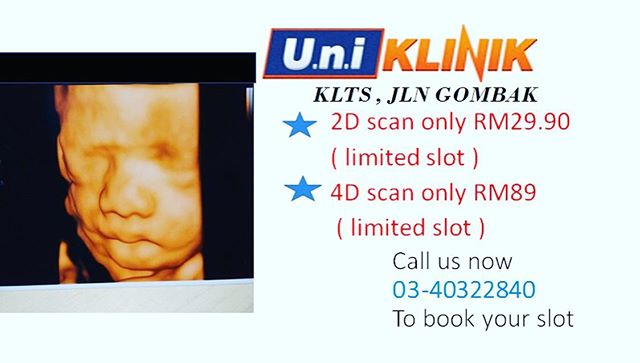 U.n.i KLINIK
KLTS , JLN GOMBAK
2D scan only RM29.90
( limited slot )
4D scan only RM89
( limited slot )
Call us now
03-40322840
To book your slot